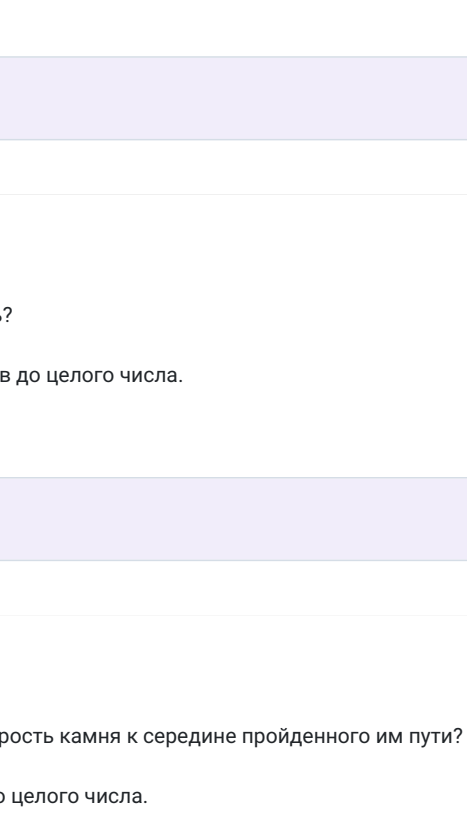 ь?
в до целого числа.
рость камня к середине пройденного им пути?
о целого числа.